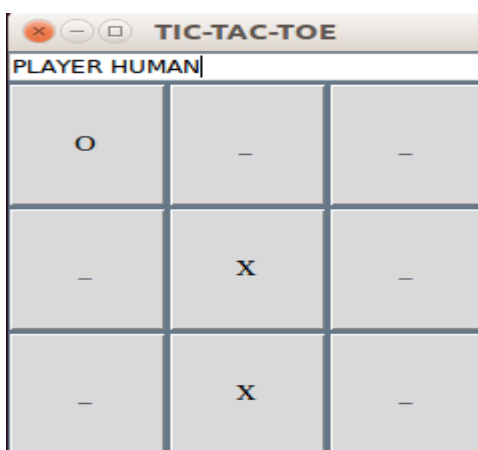 TIC-TAC-TOE
PLAYER HUMAN
O _ _
_ X _
_ X _